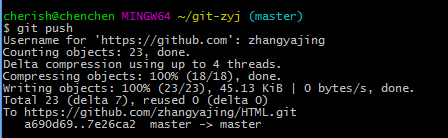 cherish@chenchen MINGW64 ~/git-zyj (master)
$ git push
Username for 'https://github.com': zhangyajing
Counting objects: 23, done.
Delta compression using up to 4 threads.
Compressing objects: 100% (18/18), done.
Writing objects: 100% (23/23), 45.13 KiB | 0 bytes/s, done.
Total 23 (delta 7), reused 0 (delta 0)
To https://github.com/zhangyajing/HTML.git
   a690d69..7e26ca2  master -> master